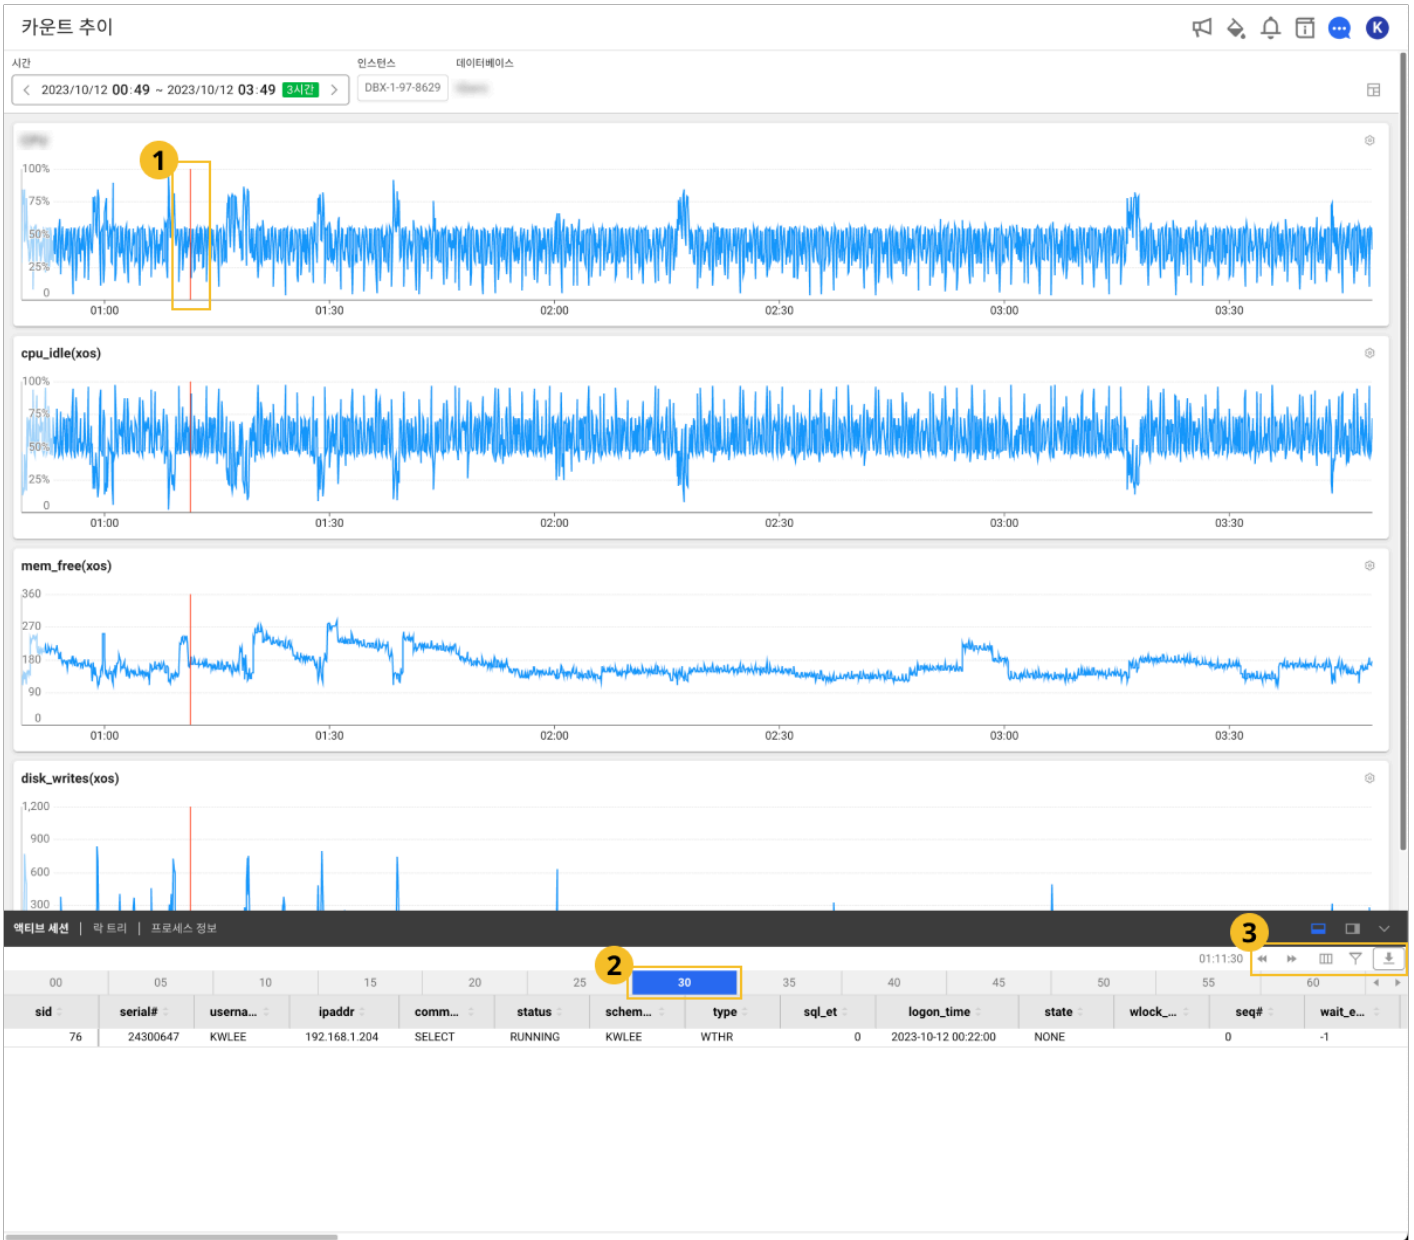 카운트 추이
K
시간
인스턴스
데이터베이스
2023/10/12 00:49 ~ 2023/10/12 03:49 3시간
DBX-1-97-8629
1
100%
75%
50%
25%
0
01:00 01:30 02:00 02:30 03:00 03:30
cpu_idle(xos)
100%
75%
50%
25%
0
01:00 01:30 02:00 02:30 03:00 03:30
mem_free(xos)
360
270
180
90
0
01:00 01:30 02:00 02:30 03:00 03:30
disk_writes(xos)
1,200
900
600
300
액티브 세션 | 락 트리 | 프로세스 정보
3
01:11:30
2
00 05 10 15 20 25 30 35 40 45 50 55 60
sid serial# userna... ipaddr comm... status schem... type sql_et logon_time state wlock_... seq# wait_e...
76 24300647 KWLEE 192.168.1.204 SELECT RUNNING KWLEE WTHR 0 2023-10-12 00:22:00 NONE 0 -1